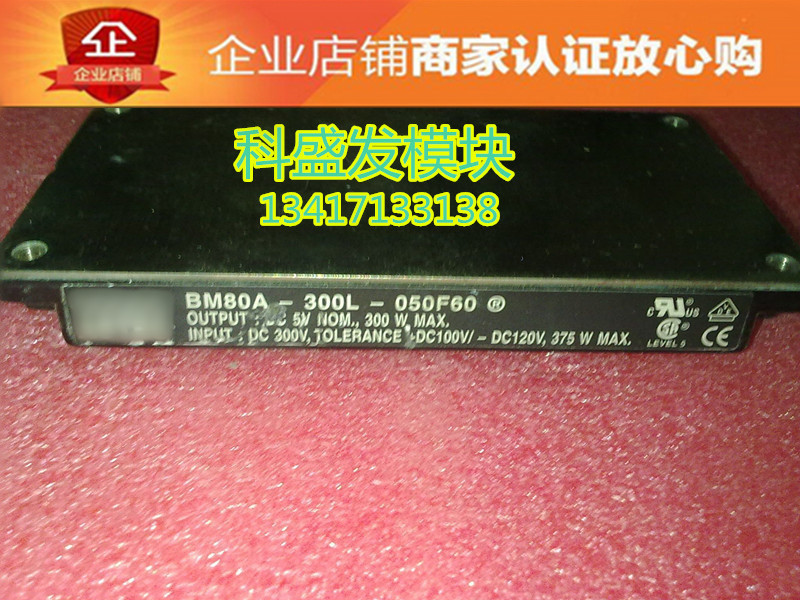 企
企业店铺
企业店铺商家认证放心购
科盛发模块
13417133138
BM80A - 300L - 050F60 ®
OUTPUT : DC 5V NOM., 300 W, MAX.
INPUT : DC 300V, TOLERANCE +DC100V/ - DC120V, 375 W MAX.
C UR US
LEVEL 5
CE